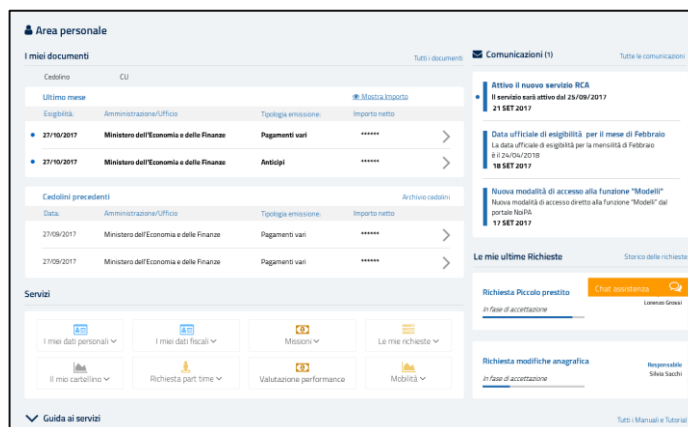 Area personale
I miei documenti
Tutti i documenti
Cedolino CU
Ultimo mese Mostra Importo
Esigibilità: Amministrazione/Ufficio Tipologia emissione: Importo netto
27/10/2017 Ministero dell'Economia e delle Finanze Pagamenti vari ******
27/10/2017 Ministero dell'Economia e delle Finanze Anticipi ******
Cedolini precedenti Archivio cedolini
Data: Amministrazione/Ufficio Tipologia emissione: Importo netto
27/09/2017 Ministero dell'Economia e delle Finanze Pagamenti vari ******
27/09/2017 Ministero dell'Economia e delle Finanze Pagamenti vari ******
Servizi
I miei dati personali I miei dati fiscali Missioni Le mie richieste
Il mio cartellino Richiesta part time Valutazione performance Mobilità
Guida ai servizi
Comunicazioni (1) Tutte le comunicazioni
Attivo il nuovo servizio RCA
Il servizio sarà attivo dal 25/09/2017
21 SET 2017
Data ufficiale di esigibilità per il mese di Febbraio
La data ufficiale di esigibilità per la mensilità di Febbraio
è il 24/04/2018
18 SET 2017
Nuova modalità di accesso alla funzione "Modelli"
Nuova modalità di accesso diretto alla funzione "Modelli" dal
portale NoiPA
17 SET 2017
Le mie ultime Richieste Storico delle richieste
Richiesta Piccolo prestito
Chat assistenza
Lorenzo Grossi
In fase di accettazione
Richiesta modifiche anagrafica
Responsabile
Silvia Sacchi
In fase di accettazione
Tutti i Manuali e Tutorial